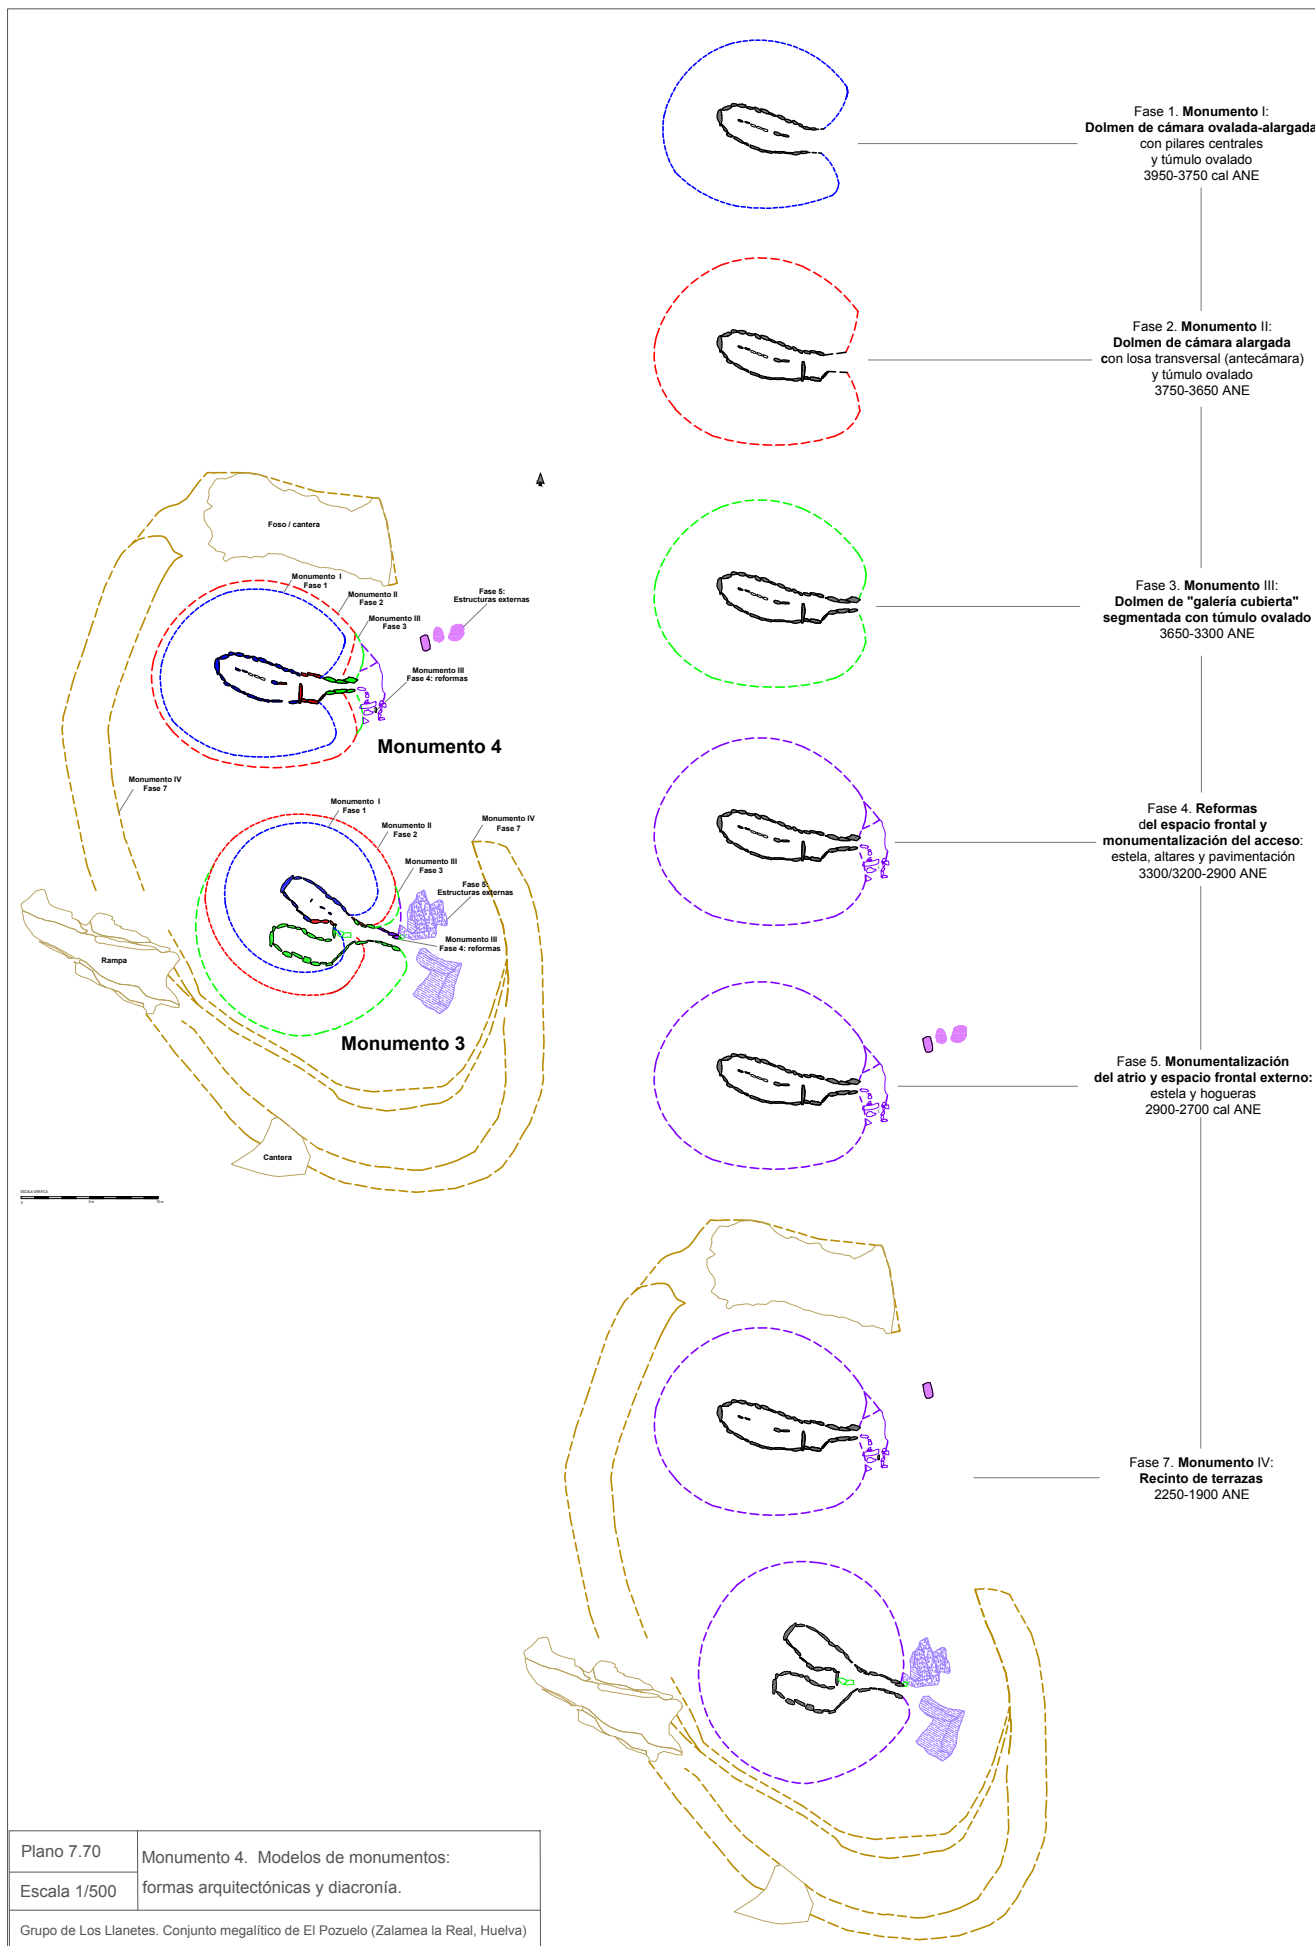 Fase 1. Monumento I:
Dolmen de cámara ovalada-alargada
con pilares centrales
y túmulo ovalado
3950-3750 cal ANE
Fase 2. Monumento II:
Dolmen de cámara alargada
con losa transversal (antecámara)
y túmulo ovalado
3750-3650 ANE
Fase 3. Monumento III:
Dolmen de "galería cubierta"
segmentada con túmulo ovalado
3650-3300 ANE
Fase 4. Reformas
del espacio frontal y
monumentalización del acceso:
estela, altares y pavimentación
3300/3200-2900 ANE
Fase 5. Monumentalización
del atrio y espacio frontal externo:
estela y hogueras
2900-2700 cal ANE
Fase 7. Monumento IV:
Recinto de terrazas
2250-1900 ANE
Foso / cantera
Monumento I
Fase 1
Monumento II
Fase 2
Monumento III
Fase 3
Fase 5:
Estructuras externas
Monumento III
Fase 4: reformas
Monumento 4
Monumento IV
Fase 7
Monumento I
Fase 1
Monumento II
Fase 2
Monumento IV
Fase 7
Monumento III
Fase 3
Fase 5:
Estructuras externas
Monumento III
Fase 4: reformas
Rampa
Monumento 3
Cantera
ESCALA GRÁFICA
0
Plano 7.70
Escala 1/500
Monumento 4. Modelos de monumentos:
formas arquitectónicas y diacronía.
Grupo de Los Llanetes. Conjunto megalítico de El Pozuelo (Zalamea la Real, Huelva)